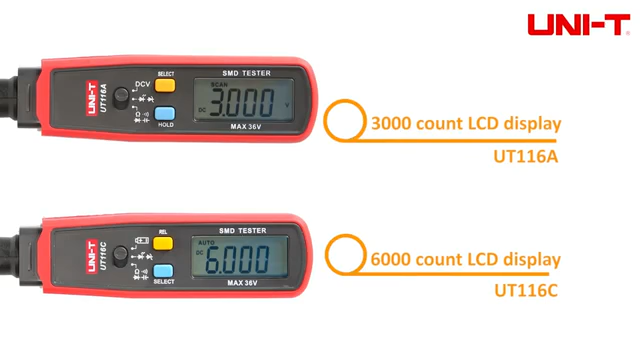 UNI-T
SELECT
SMD TESTER
DCV
SCAN
3.000
DC
V
UNI-T
UT116A
HOLD
MAX 36V
3000 count LCD display
UT116A
REL
SMD TESTER
AUTO
6.000
DC
UNI-T
UT116C
SELECT
MAX 36V
6000 count LCD display
UT116C